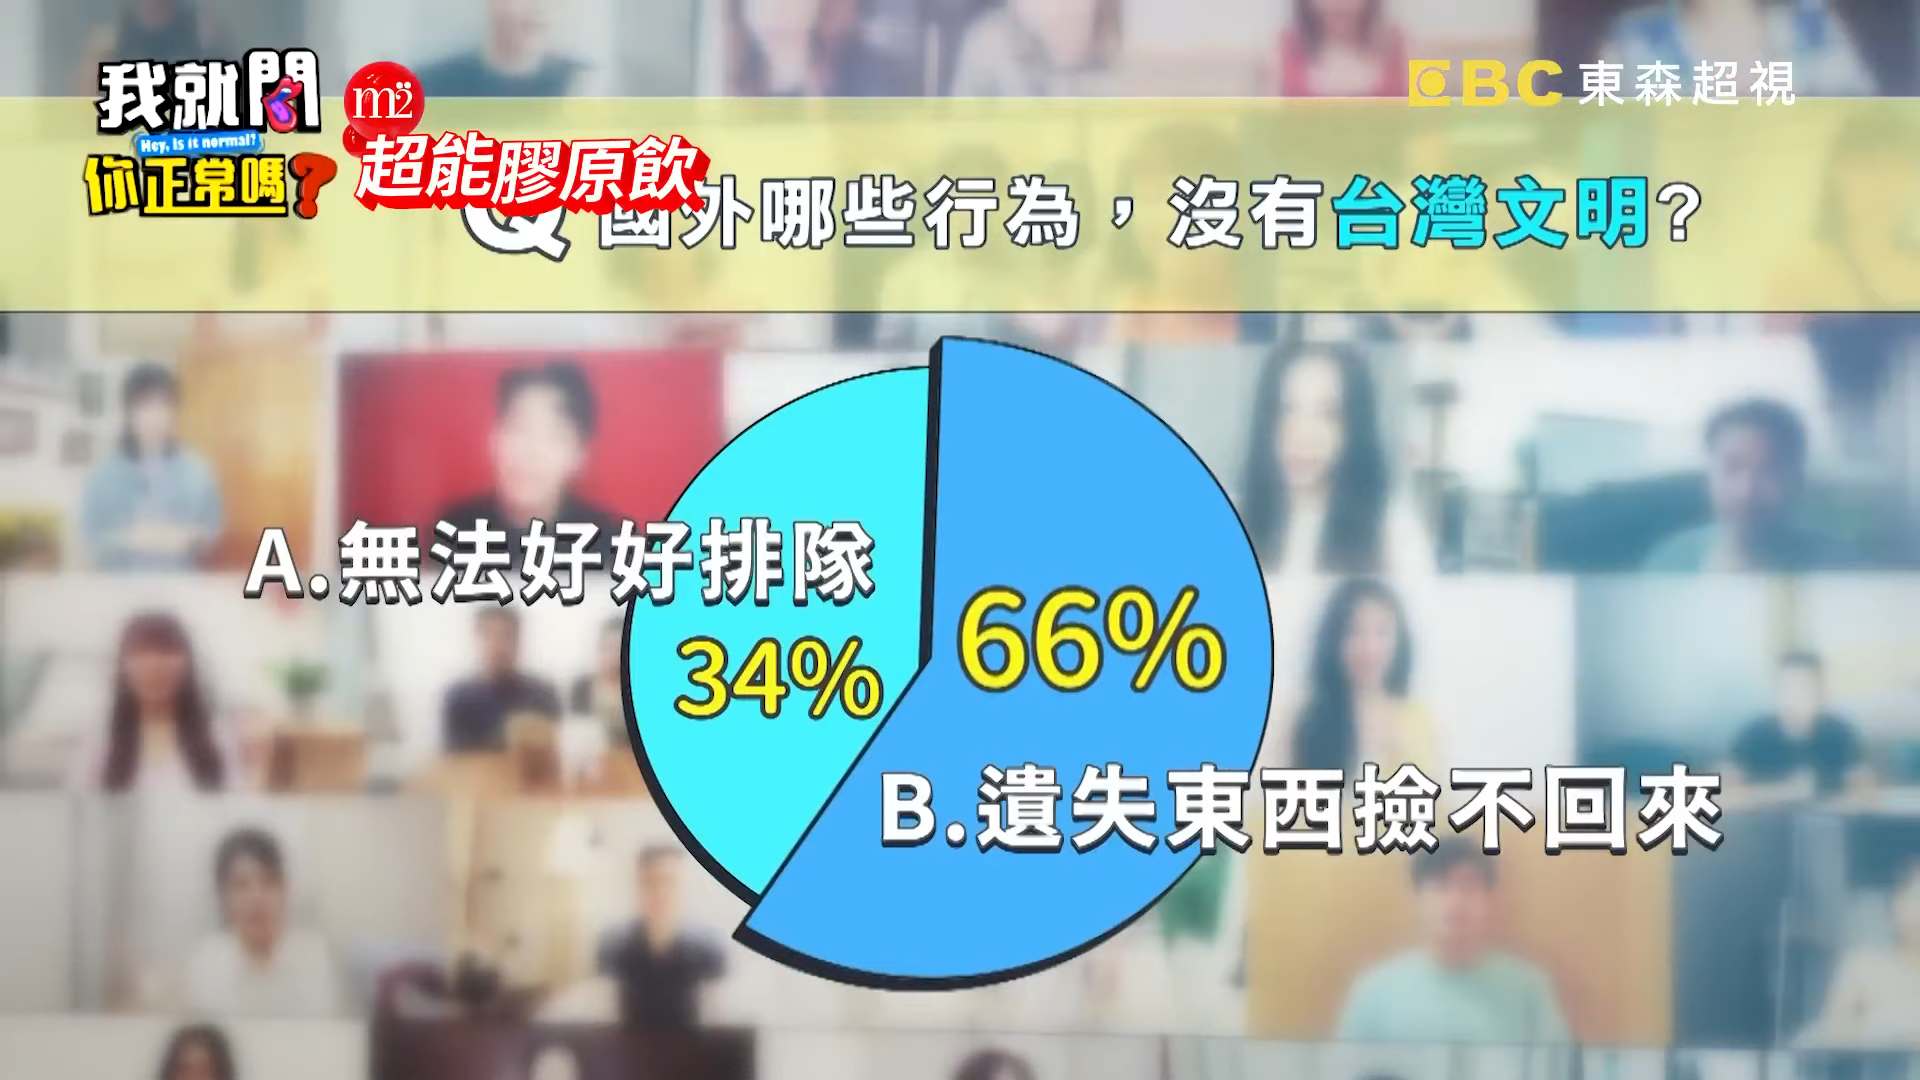 我就問
Hey, is it normal?
你正常嗎?
m2
超能膠原飲
EBC 東森超視
Q 國外哪些行為，沒有台灣文明?
A.無法好好排隊
34%
66%
B.遺失東西撿不回來